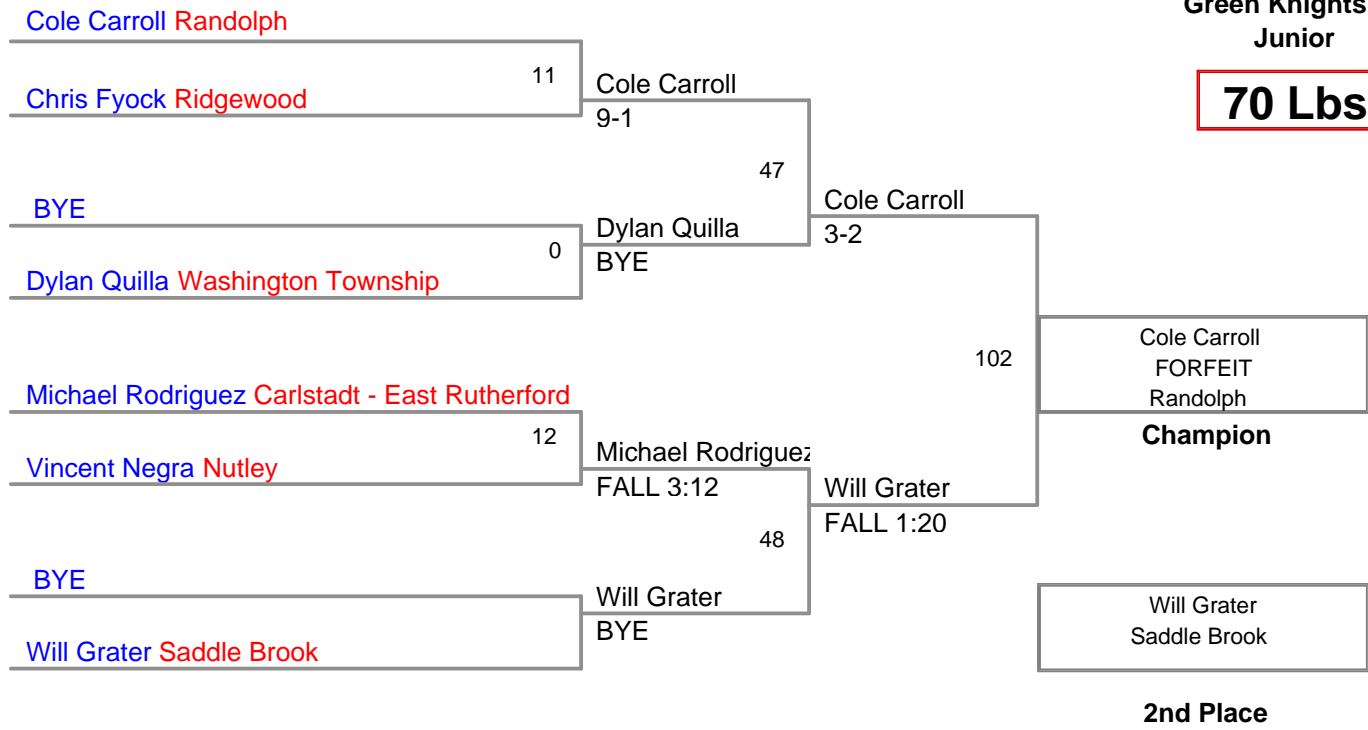 Green Knights
Junior
70 Lbs
Cole Carroll Randolph
11
Chris Fyock Ridgewood
Cole Carroll
9-1
47
BYE
0
Dylan Quilla Washington Township
Dylan Quilla
BYE
Cole Carroll
3-2
102
Cole Carroll
FORFEIT
Randolph
Champion
Michael Rodriguez Carlstadt - East Rutherford
12
Vincent Negra Nutley
Michael Rodriguez
FALL 3:12
48
Will Grater
FALL 1:20
BYE
Will Grater Saddle Brook
Will Grater
BYE
Will Grater
Saddle Brook
2nd Place